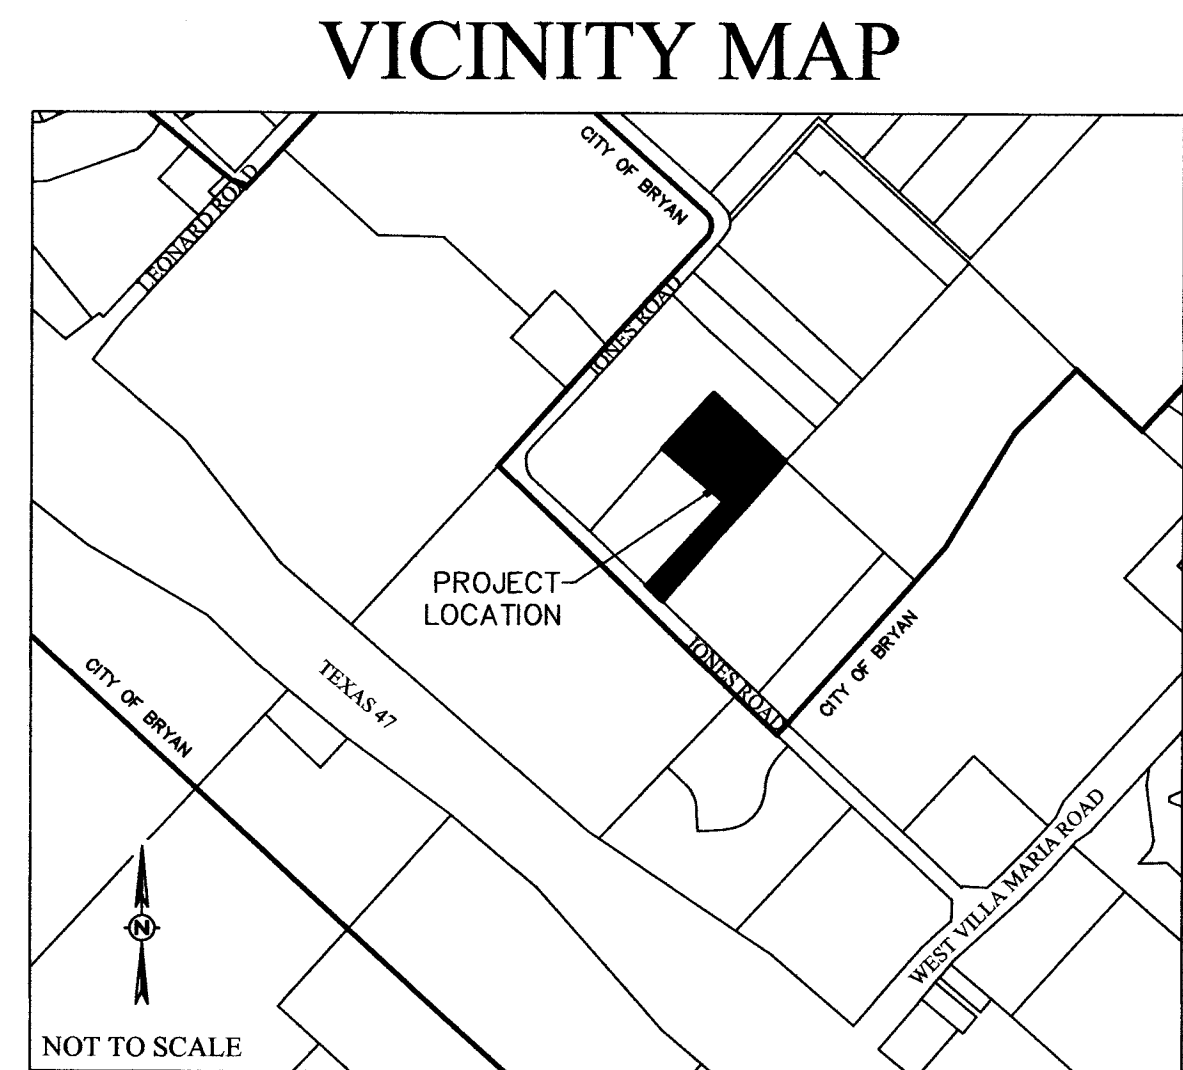 VICINITY MAP
CITY OF BRYAN
LEONARD ROAD
JONES ROAD
PROJECT
LOCATION
CITY OF BRYAN
JONES ROAD
TEXAS 47
CITY OF BRYAN
WEST VILLA MARIA ROAD
N
NOT TO SCALE